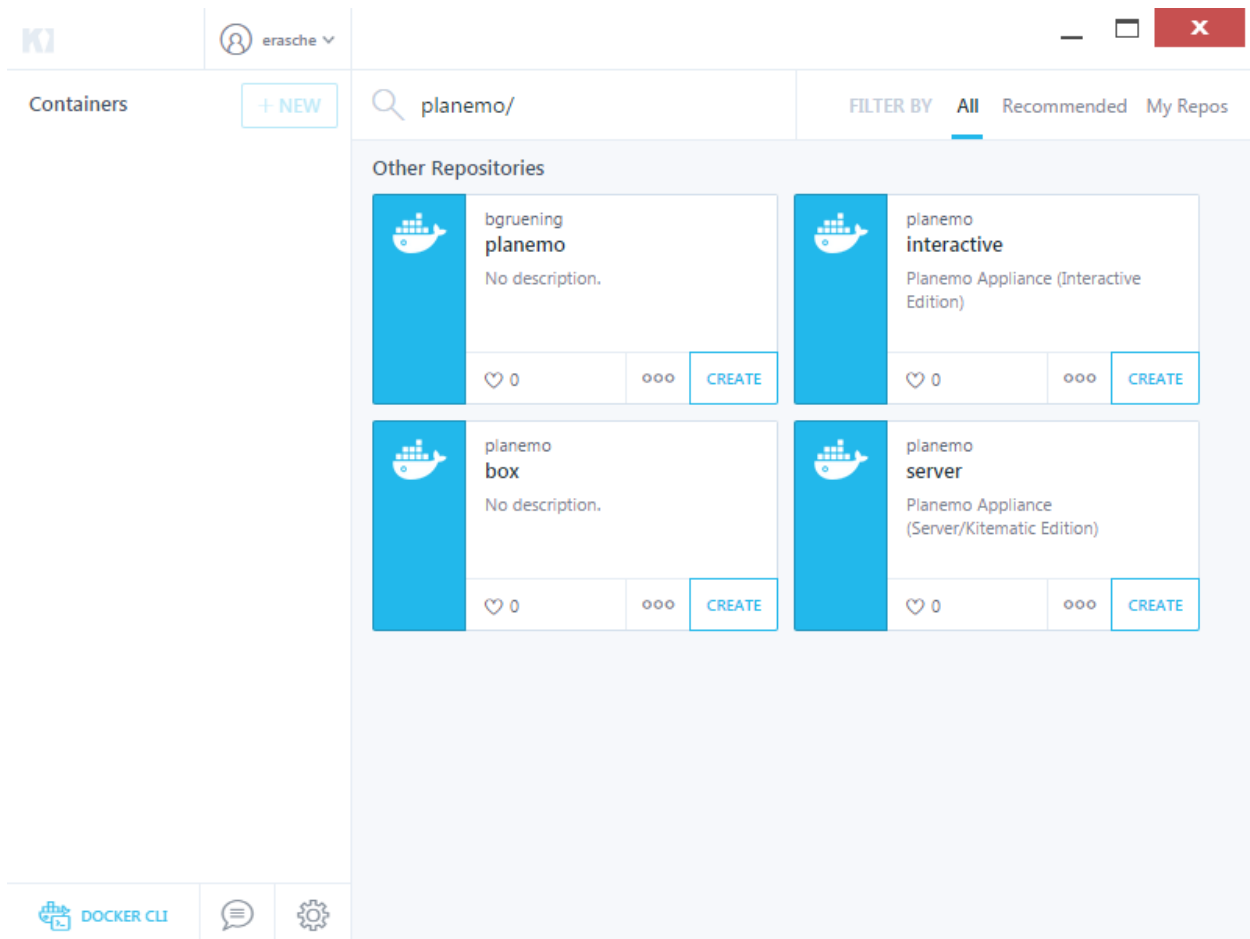 erasche
Containers
+ NEW
planemo/
FILTER BY All Recommended My Repos
Other Repositories
bgruening
planemo
No description.
0
CREATE
planemo
interactive
Planemo Appliance (Interactive
Edition)
0
CREATE
planemo
box
No description.
0
CREATE
planemo
server
Planemo Appliance
(Server/Kitematic Edition)
0
CREATE
DOCKER CLI